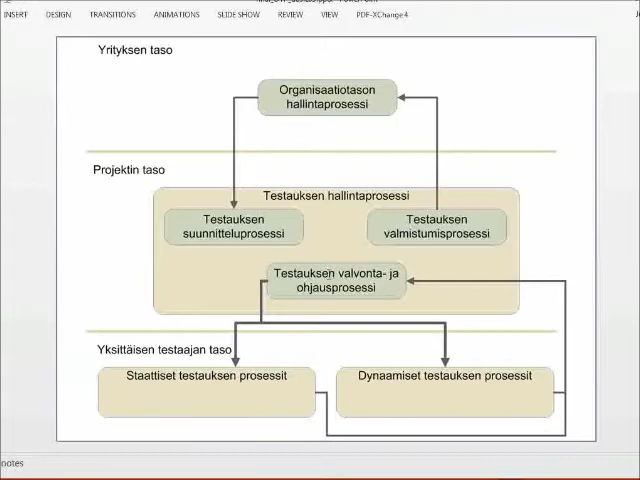 INSERT DESIGN TRANSITIONS ANIMATIONS SLIDE SHOW REVIEW VIEW PDF-XChange 4
Yrityksen taso
Organisaatiotason
hallintaprosessi
Projektin taso
Testauksen hallintaprosessi
Testauksen
suunnitteluprosessi
Testauksen
valmistumisprosessi
Testauksen valvonta- ja
ohjausprosessi
Yksittäisen testaajan taso
Staattiset testauksen prosessit
Dynaamiset testauksen prosessit
notes